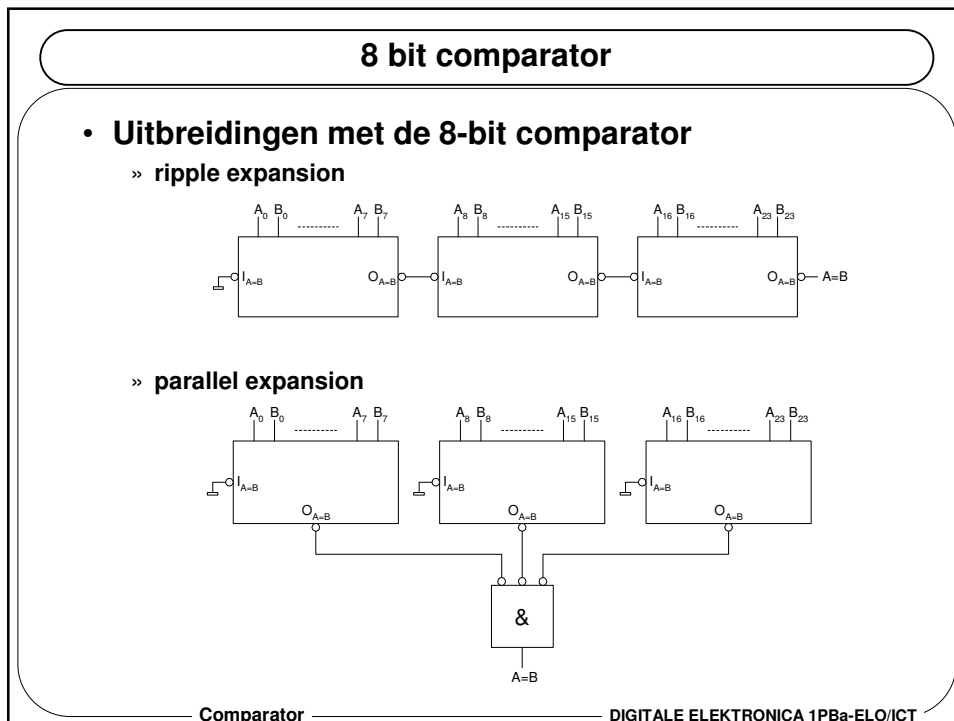 8 bit comparator
• Uitbreidingen met de 8-bit comparator
» ripple expansion
A0 B0 ---------- A7 B7 A8 B8 ---------- A15 B15 A16 B16 ---------- A23 B23
IA=B OA=B IA=B OA=B IA=B OA=B A=B
» parallel expansion
A0 B0 ---------- A7 B7 A8 B8 ---------- A15 B15 A16 B16 ---------- A23 B23
IA=B IA=B IA=B
OA=B OA=B OA=B
&
A=B
Comparator DIGITALE ELEKTRONICA 1PBa-ELO/ICT